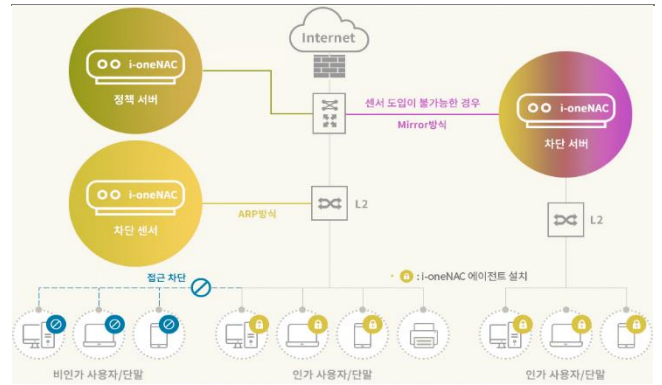 Internet
i-oneNAC
정책 서버
센서 도입이 불가능한 경우
Mirror방식
i-oneNAC
차단 서버
i-oneNAC
차단 센서
ARP방식
L2
L2
접근 차단
: i-oneNAC 에이전트 설치
비인가 사용자/단말
인가 사용자/단말
인가 사용자/단말